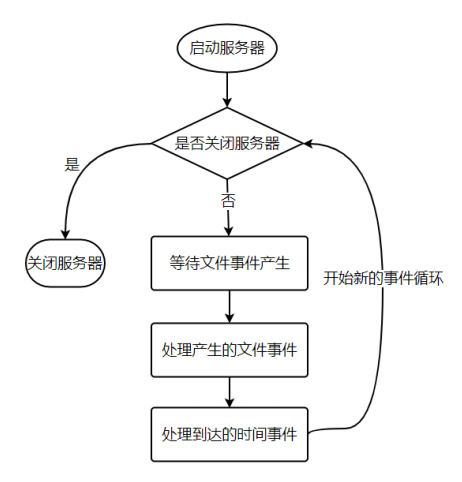 启动服务器
是否关闭服务器
是
否
关闭服务器
等待文件事件产生
开始新的事件循环
处理产生的文件事件
处理到达的时间事件